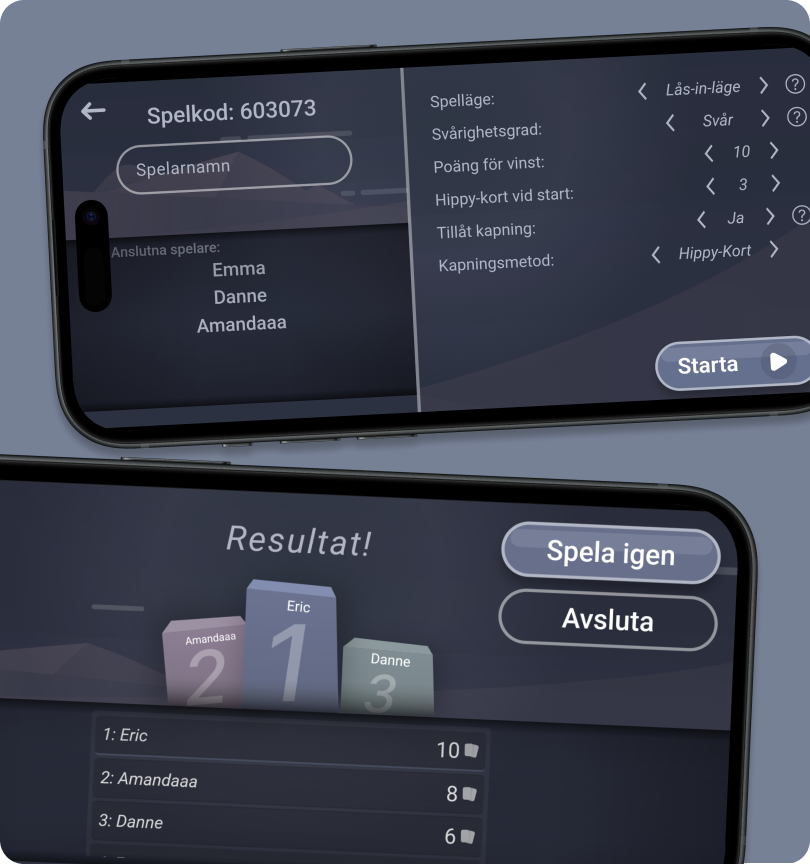 Spelkod: 603073
Spelarnamn
Anslutna spelare:
Emma
Danne
Amandaaa
Spelläge: Lås-in-läge ?
Svårighetsgrad: Svår ?
Poäng för vinst: 10
Hippy-kort vid start: 3
Tillåt kapning: Ja ?
Kapningsmetod: Hippy-Kort
Starta
Resultat!
Spela igen
Avsluta
Amandaaa
2
Eric
1
Danne
3
1: Eric 10
2: Amandaaa 8
3: Danne 6